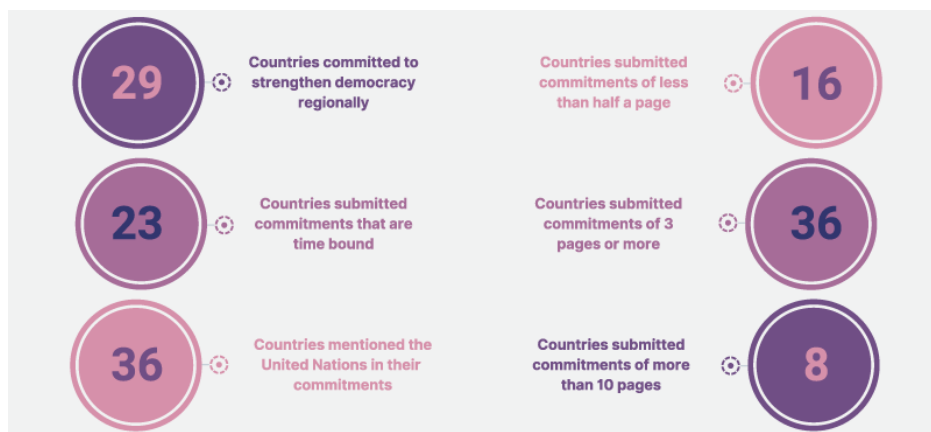 29
Countries committed to
strengthen democracy
regionally
Countries submitted
commitments of less
than half a page
16
23
Countries submitted
commitments that are
time bound
Countries submitted
commitments of 3
pages or more
36
36
Countries mentioned the
United Nations in their
commitments
Countries submitted
commitments of more
than 10 pages
8